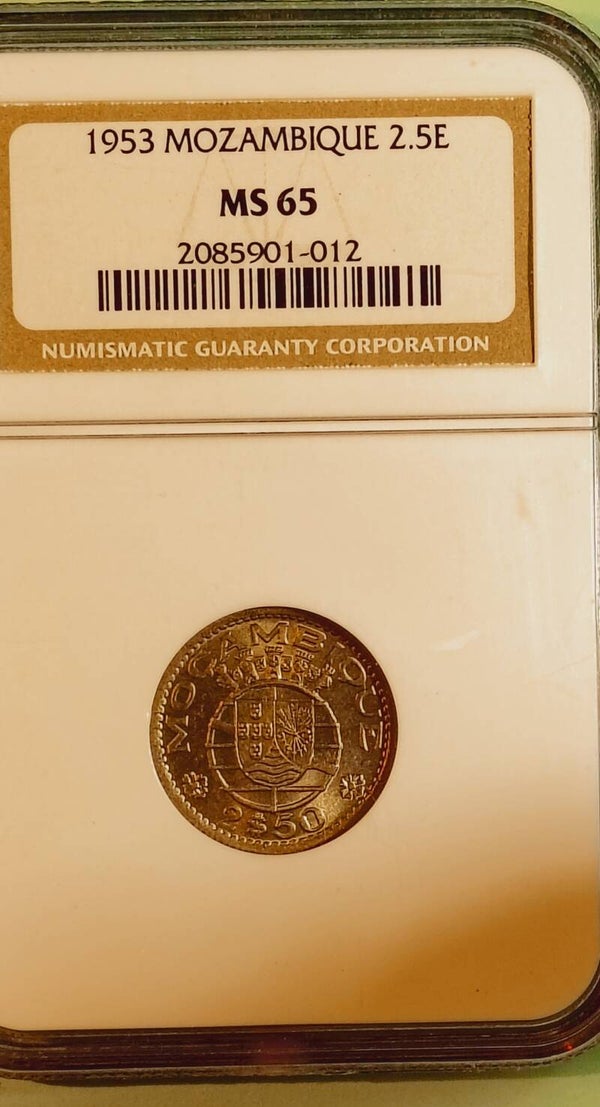 1953 MOZAMBIQUE 2.5E
MS 65
2085901-012
NUMISMATIC GUARANTY CORPORATION
MOÇAMBIQUE
2$50